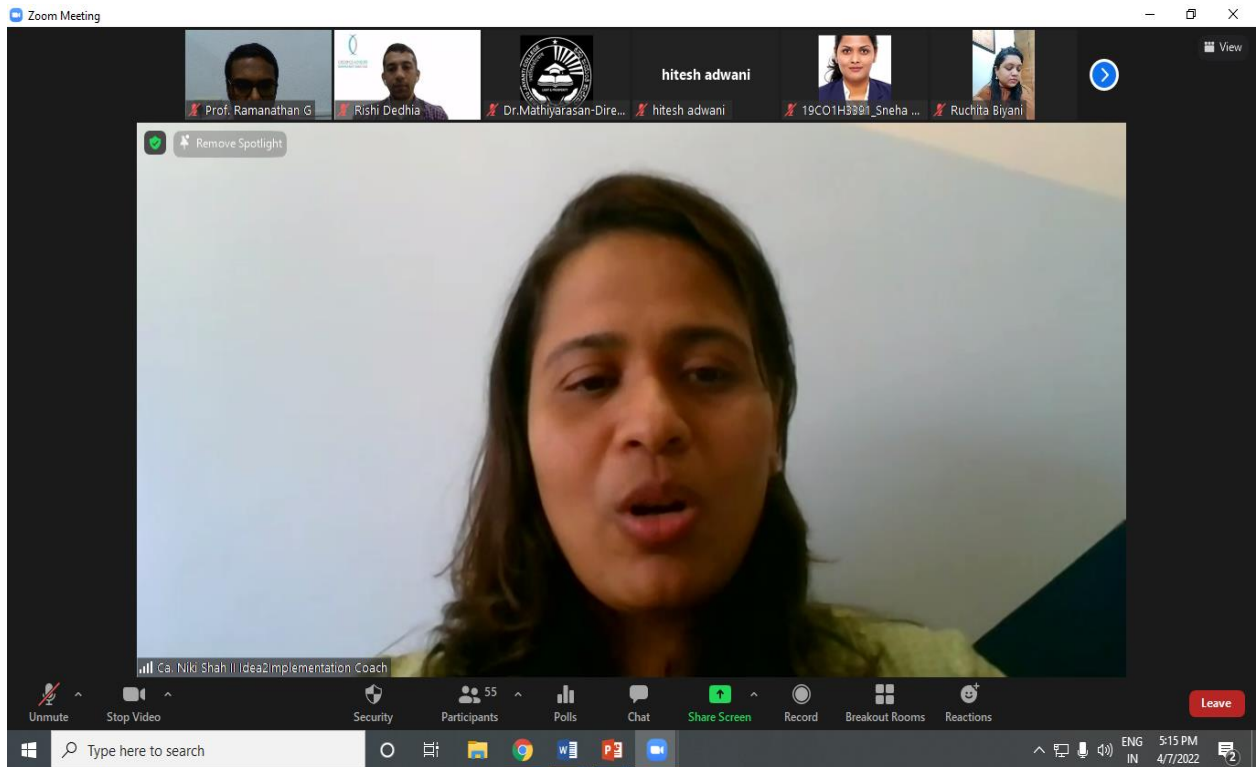 Zoom Meeting
View
Prof. Ramanathan G
Rishi Dedhia
Dr.Mathiyarasan-Dire...
hitesh adwani
hitesh adwani
19CO1H3391_Sneha ...
Ruchita Biyani
Remove Spotlight
Ca. Niki Shah II Idea2Implementation Coach
Unmute
Stop Video
Security
Participants
55
Polls
Chat
Share Screen
Record
Breakout Rooms
Reactions
Leave
Type here to search
ENG
IN
5:15 PM
4/7/2022
2